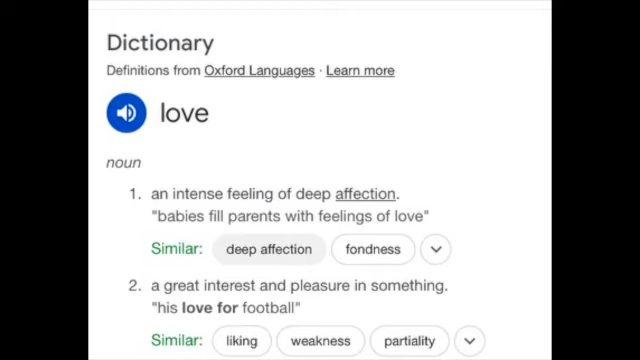 Dictionary
Definitions from Oxford Languages · Learn more
love
noun
1. an intense feeling of deep affection.
"babies fill parents with feelings of love"
Similar: deep affection fondness
2. a great interest and pleasure in something.
"his love for football"
Similar: liking weakness partiality